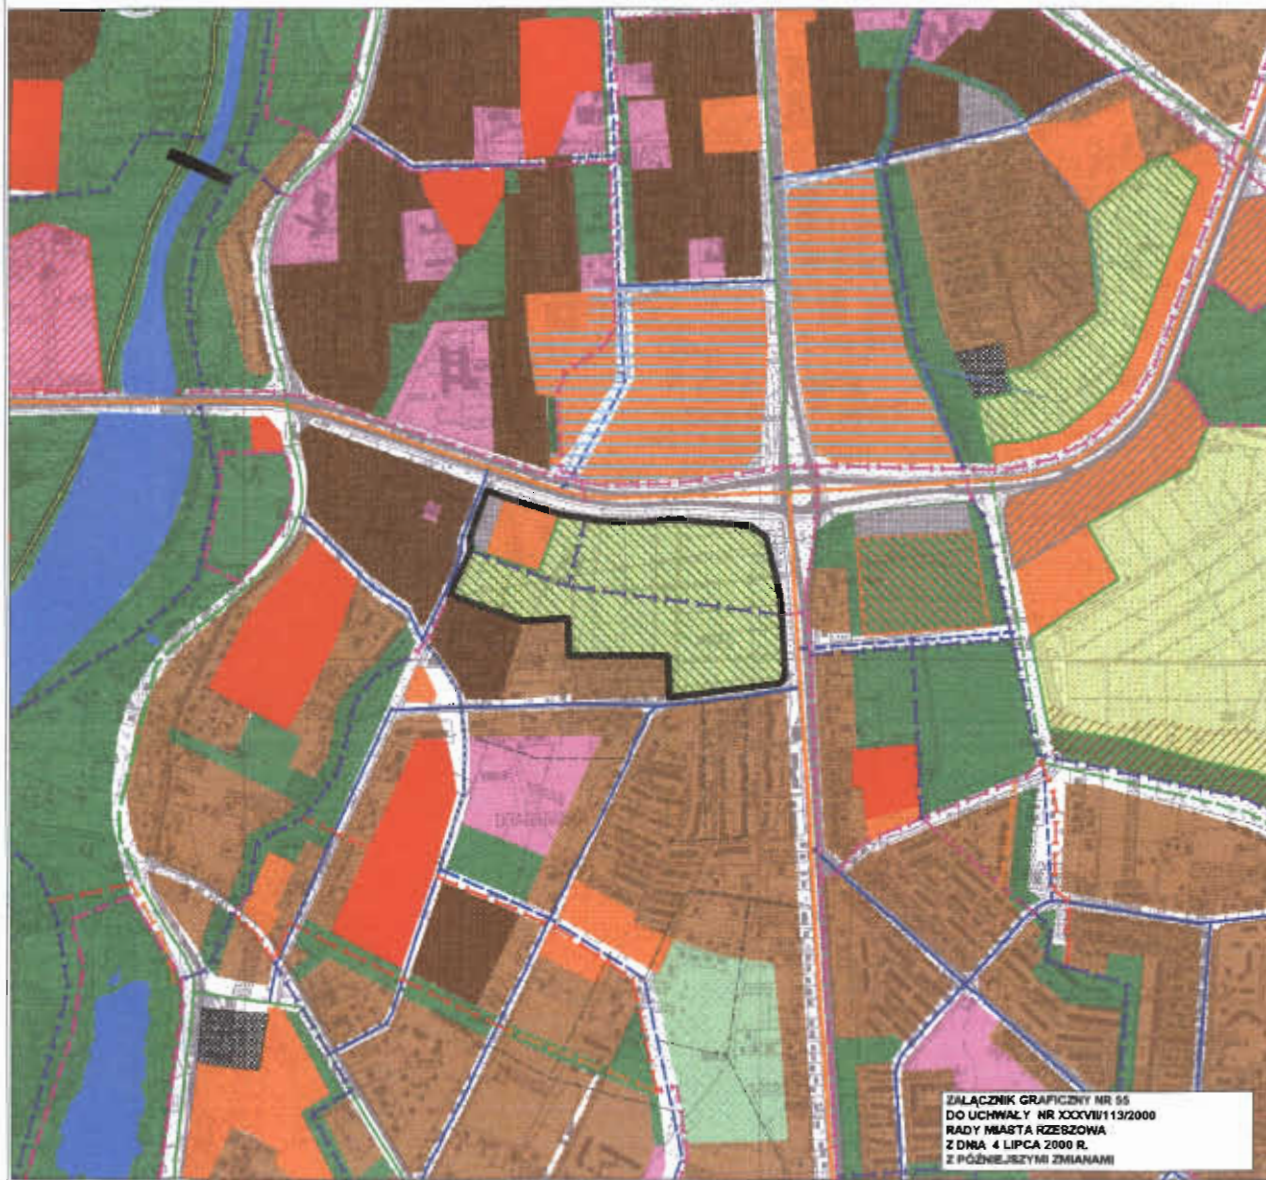 ZAŁĄCZNIK GRAFICZNY NR 55
DO UCHWAŁY NR XXXVII/113/2000
RADY MIASTA RZESZOWA
Z DNIA 4 LIPCA 2000 R.
Z PÓŹNIEJSZYMI ZMIANAMI